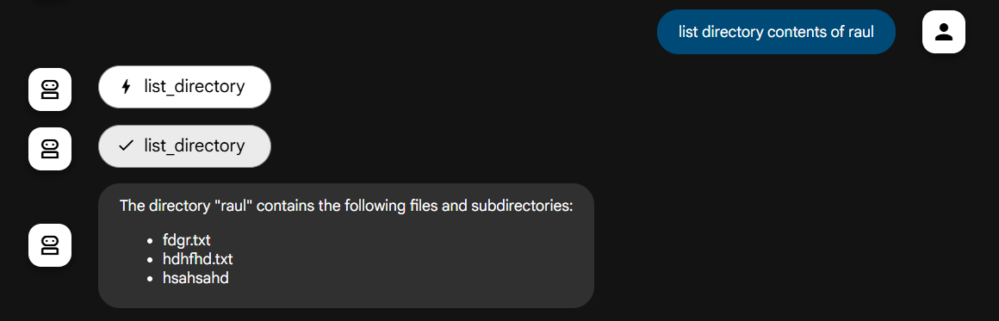 list directory contents of raul
list_directory
list_directory
The directory "raul" contains the following files and subdirectories:
• fdgr.txt
• hdhfhd.txt
• hsahsahd